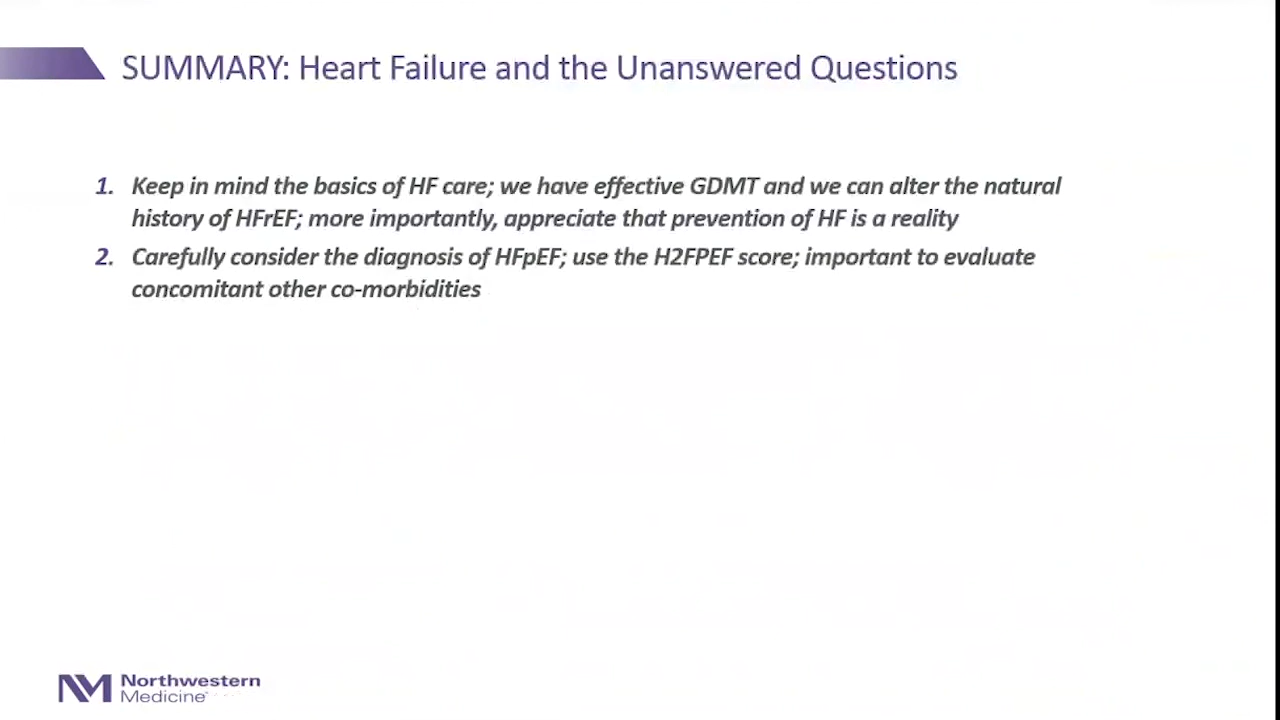 SUMMARY: Heart Failure and the Unanswered Questions
1. Keep in mind the basics of HF care; we have effective GDMT and we can alter the natural
history of HFrEF; more importantly, appreciate that prevention of HF is a reality
2. Carefully consider the diagnosis of HFpEF; use the H2FPEF score; important to evaluate
concomitant other co-morbidities
NM Northwestern
Medicine